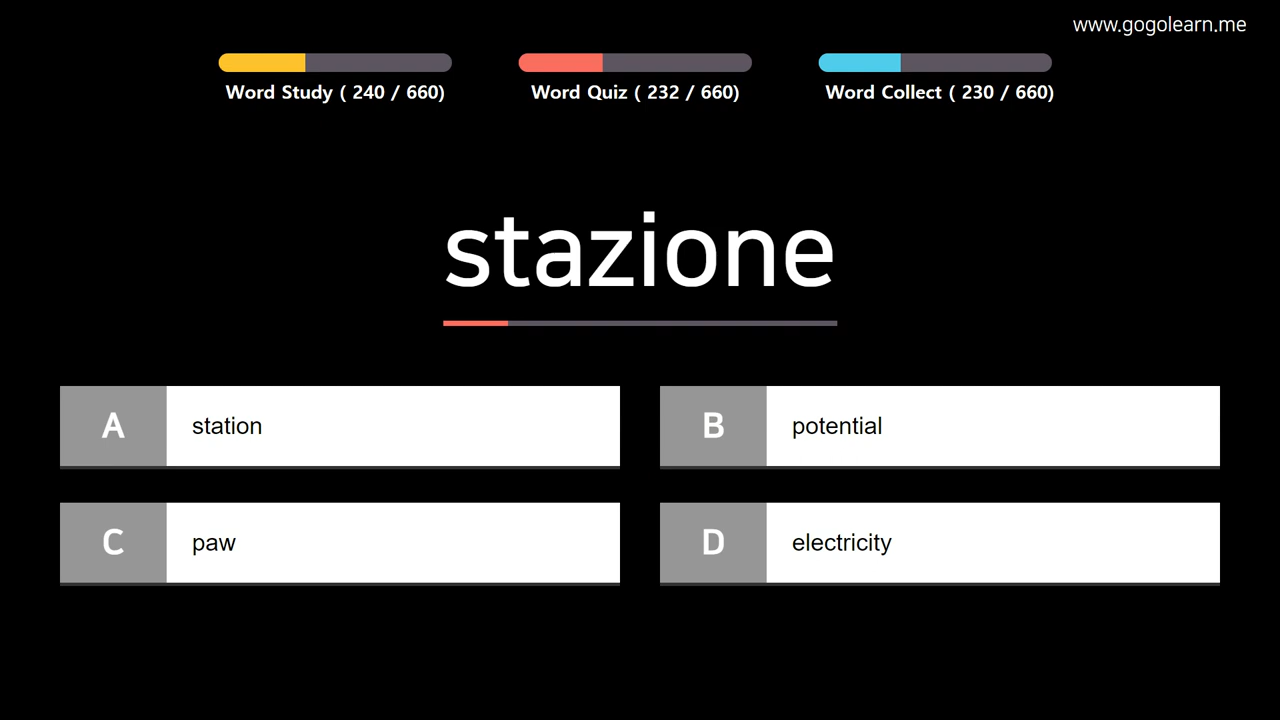 www.gogolearn.me
Word Study ( 240 / 660)
Word Quiz ( 232 / 660)
Word Collect ( 230 / 660)
stazione
A station
B potential
C paw
D electricity